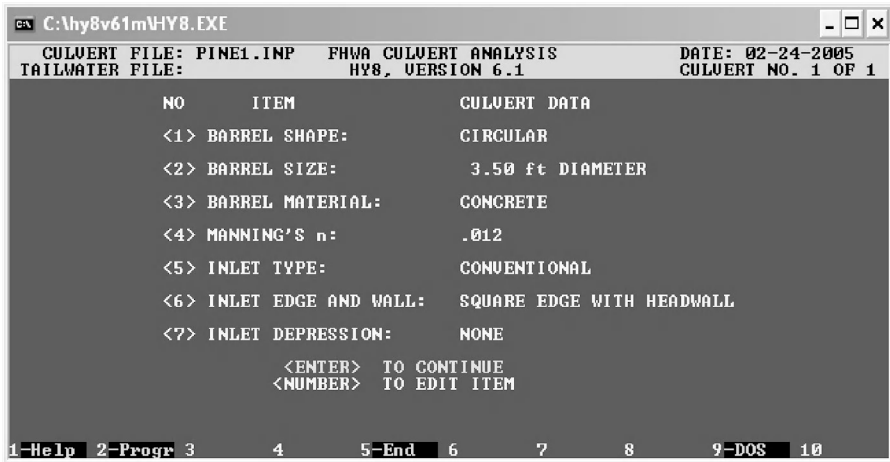 C:\hy8v61m\HY8.EXE
CULVERT FILE: PINE1.INP FHWA CULVERT ANALYSIS DATE: 02-24-2005
TAILWATER FILE: HY8, VERSION 6.1 CULVERT NO. 1 OF 1
NO ITEM CULVERT DATA
<1> BARREL SHAPE: CIRCULAR
<2> BARREL SIZE: 3.50 ft DIAMETER
<3> BARREL MATERIAL: CONCRETE
<4> MANNING'S n: .012
<5> INLET TYPE: CONVENTIONAL
<6> INLET EDGE AND WALL: SQUARE EDGE WITH HEADWALL
<7> INLET DEPRESSION: NONE
<ENTER> TO CONTINUE
<NUMBER> TO EDIT ITEM
1-Help 2-Progr 3 4 5-End 6 7 8 9-DOS 10